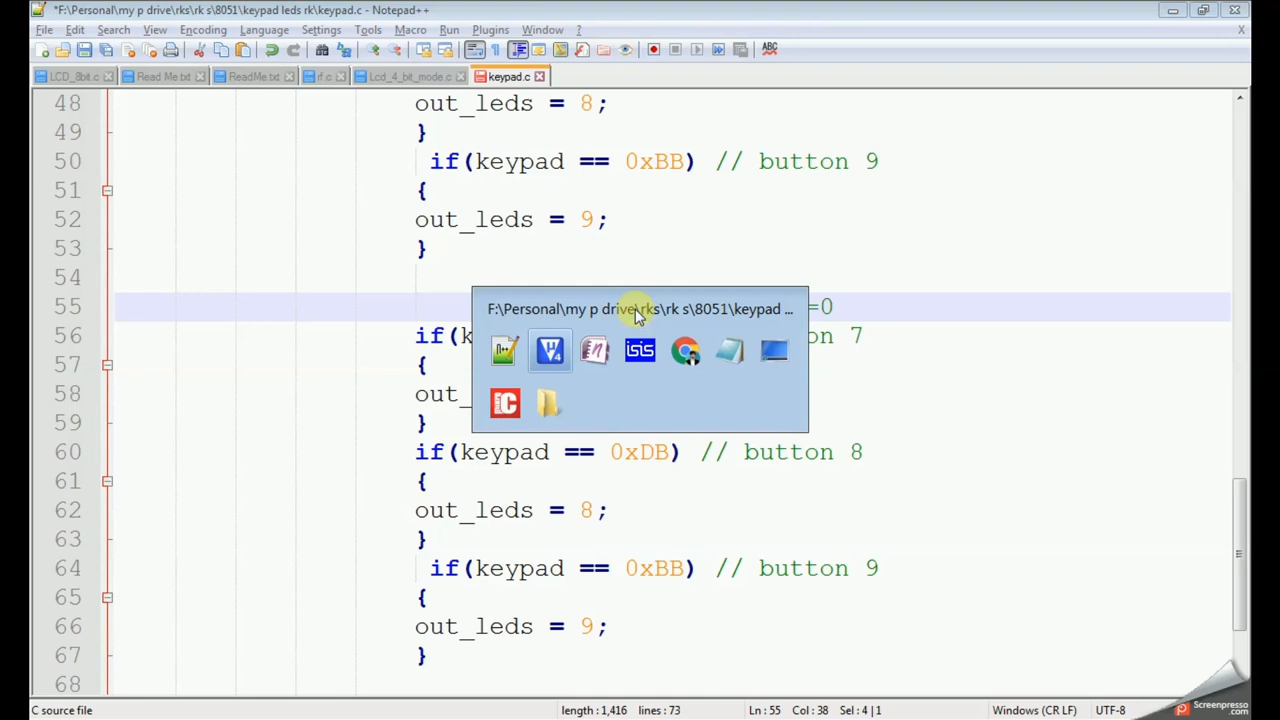 *F:\Personal\my p drive\rks\rk s\8051\keypad leds rk\keypad.c - Notepad++
File Edit Search View Encoding Language Settings Tools Macro Run Plugins Window ? X
LCD_8bit.c Read Me.txt ReadMe.txt rf.c Lcd_4_bit_mode.c keypad.c
48 out_leds = 8;
49 }
50 if(keypad == 0xBB) // button 9
51 {
52 out_leds = 9;
53 }
54
55 =0
F:\Personal\my p drive\rks\rk s\8051\keypad ...
56 if(k on 7
57 {
58 out_
59 }
60 if(keypad == 0xDB) // button 8
61 {
62 out_leds = 8;
63 }
64 if(keypad == 0xBB) // button 9
65 {
66 out_leds = 9;
67 }
68
C source file length : 1,416 lines : 73 Ln : 55 Col : 38 Sel : 4 | 1 Windows (CR LF) UTF-8
Screenpresso
.com